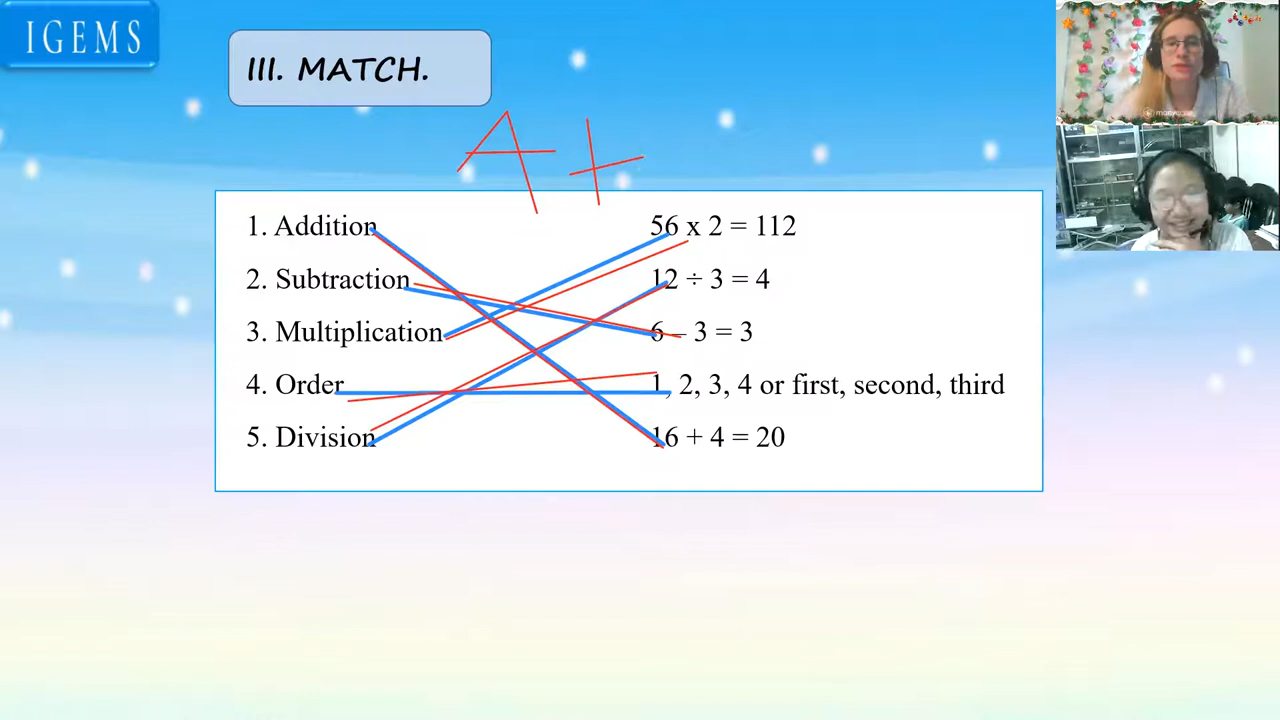 IGEMS
III. MATCH.
A+
1. Addition
56 x 2 = 112
2. Subtraction
12 ÷ 3 = 4
3. Multiplication
6 – 3 = 3
4. Order
1, 2, 3, 4 or first, second, third
5. Division
16 + 4 = 20